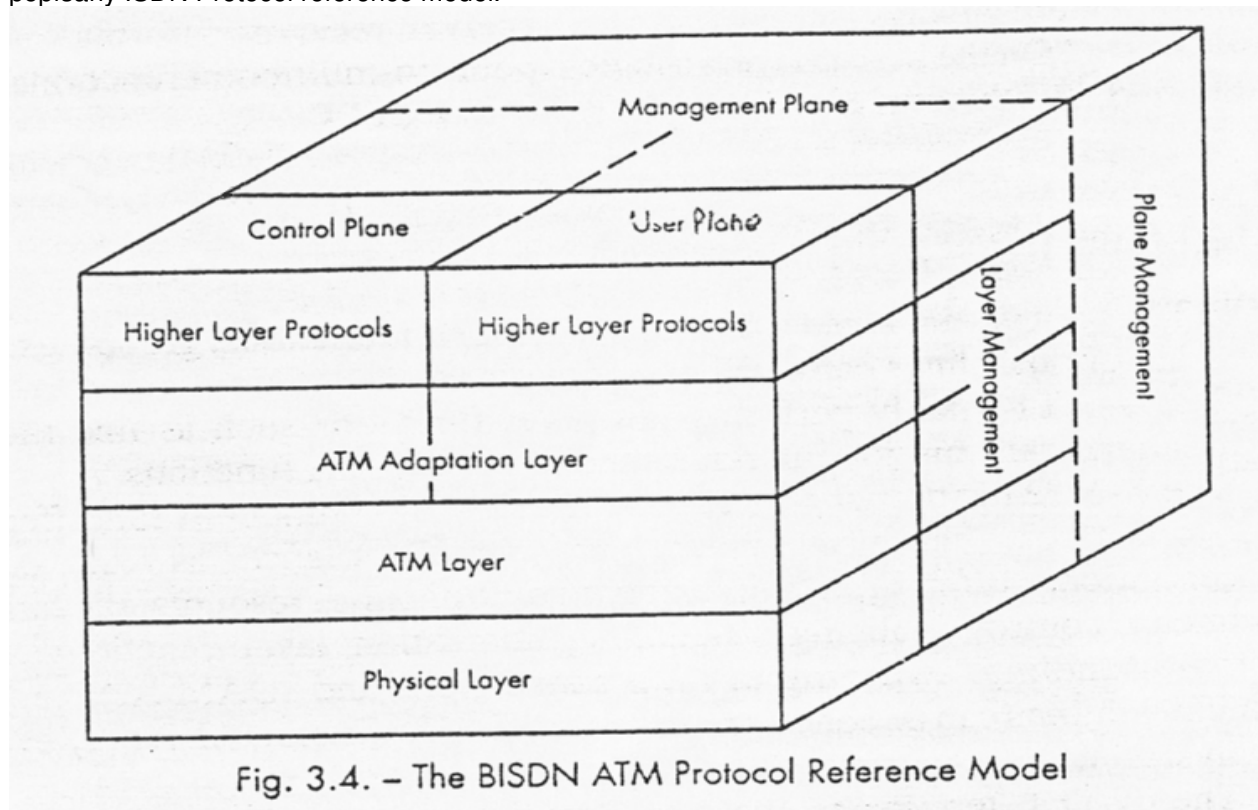 popisany ISDN Protocol reference model.
Management Plane
Control Plane
User Plane
Higher Layer Protocols
Higher Layer Protocols
Layer Management
Plane Management
ATM Adaptation Layer
ATM Layer
Physical Layer
Fig. 3.4. – The BISDN ATM Protocol Reference Model